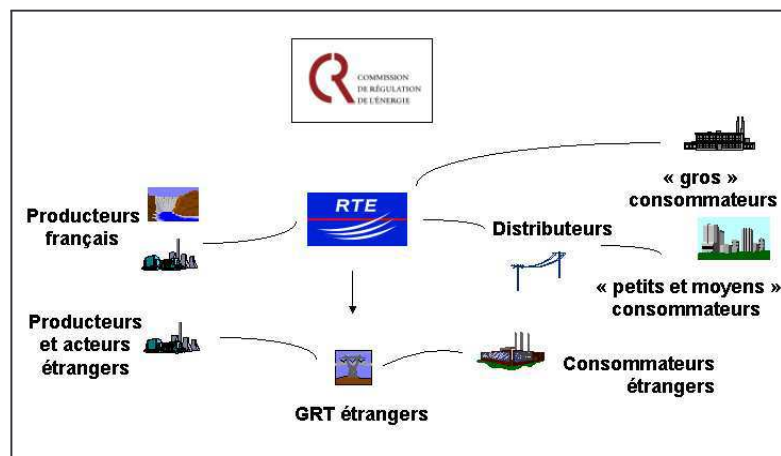 COMMISSION
DE RÉGULATION
DE L'ÉNERGIE
« gros »
consommateurs
RTE
Producteurs
français
Distributeurs
« petits et moyens »
consommateurs
Producteurs
et acteurs
étrangers
Consommateurs
étrangers
GRT étrangers